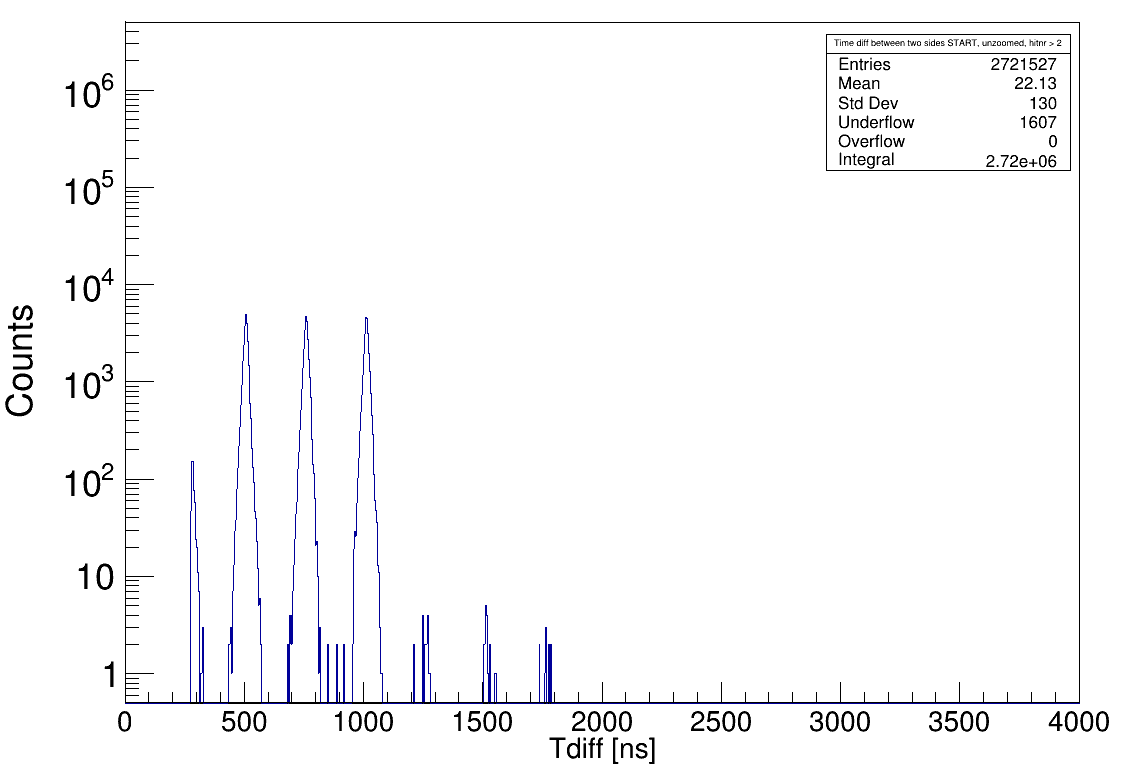 Time diff between two sides START, unzoomed, hitnr > 2
Entries 2721527
Mean 22.13
Std Dev 130
Underflow 1607
Overflow 0
Integral 2.72e+06
Counts
10^6
10^5
10^4
10^3
10^2
10
1
0 500 1000 1500 2000 2500 3000 3500 4000
Tdiff [ns]